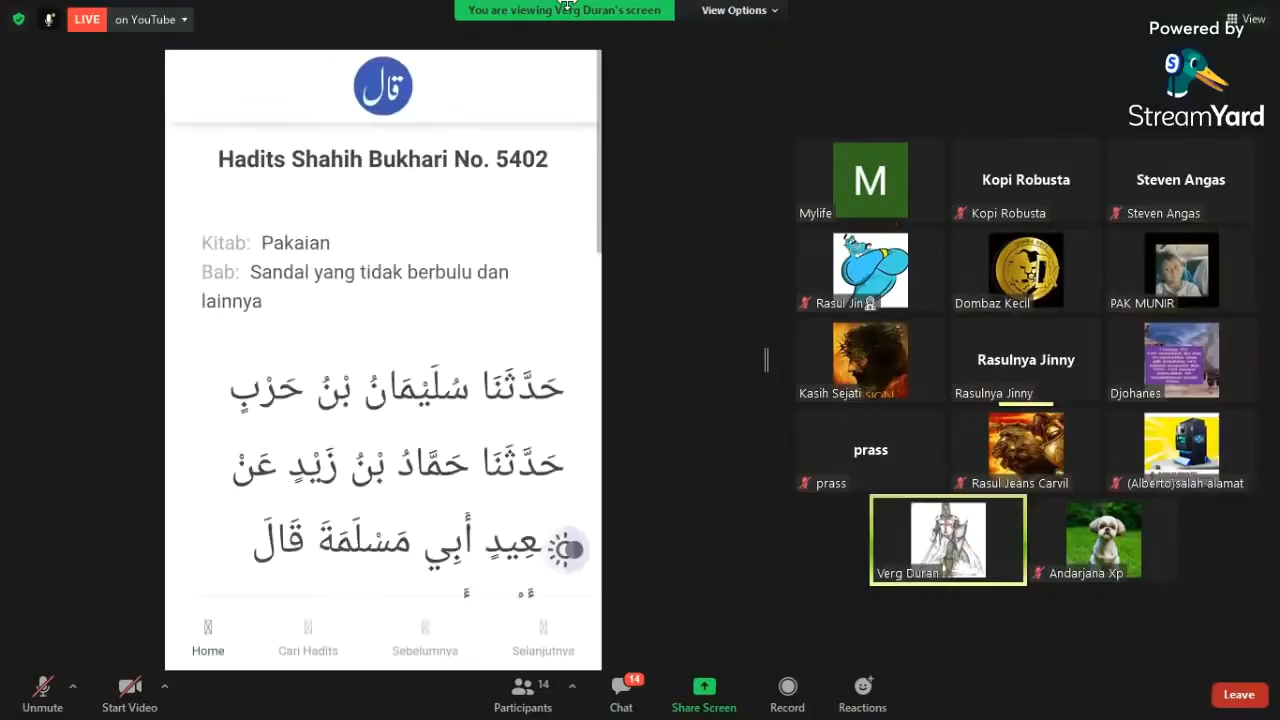 LIVE
on YouTube
You are viewing Verg Duran's screen
View Options
View
Powered by
StreamYard
قال
Hadits Shahih Bukhari No. 5402
Kitab: Pakaian
Bab: Sandal yang tidak berbulu dan
lainnya
حَدَّثَنَا سُلَيْمَانُ بْنُ حَرْبٍ
حَدَّثَنَا حَمَّادُ بْنُ زَيْدٍ عَنْ
أَبِي مَسْلَمَةَ قَالَ
Home
Cari Hadits
Sebelumnya
Selanjutnya
M
Mylife
Kopi Robusta
Kopi Robusta
Steven Angas
Steven Angas
Rasul Jin
Dombaz Kecil
PAK MUNIR
Kasih Sejati
Rasulnya Jinny
Rasulnya Jinny
Djohanes
prass
prass
Rasul Jeans Carvil
(Alberto)salah alamat
Verg Duran
Andarjana Xp
Unmute
Start Video
14
Participants
14
Chat
Share Screen
Record
Reactions
Leave